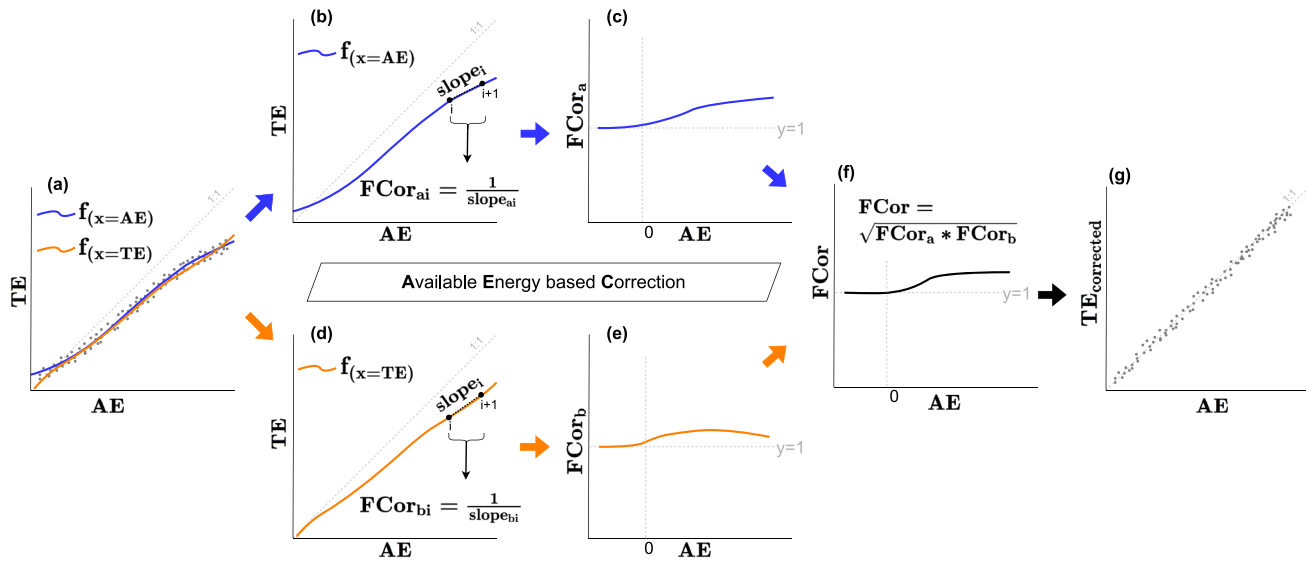 (a)
1:1
f(x=AE)
f(x=TE)
TE
AE
(b)
1:1
f(x=AE)
slopei
i
i+1
TE
FCorai = 1/slopeai
AE
(c)
FCora
y=1
0
AE
Available Energy based Correction
(d)
1:1
f(x=TE)
slopei
i
i+1
TE
FCorbi = 1/slopebi
AE
(e)
FCorb
y=1
0
AE
(f)
FCor =
√FCora * FCorb
FCor
y=1
0
AE
(g)
1:1
TEcorrected
AE